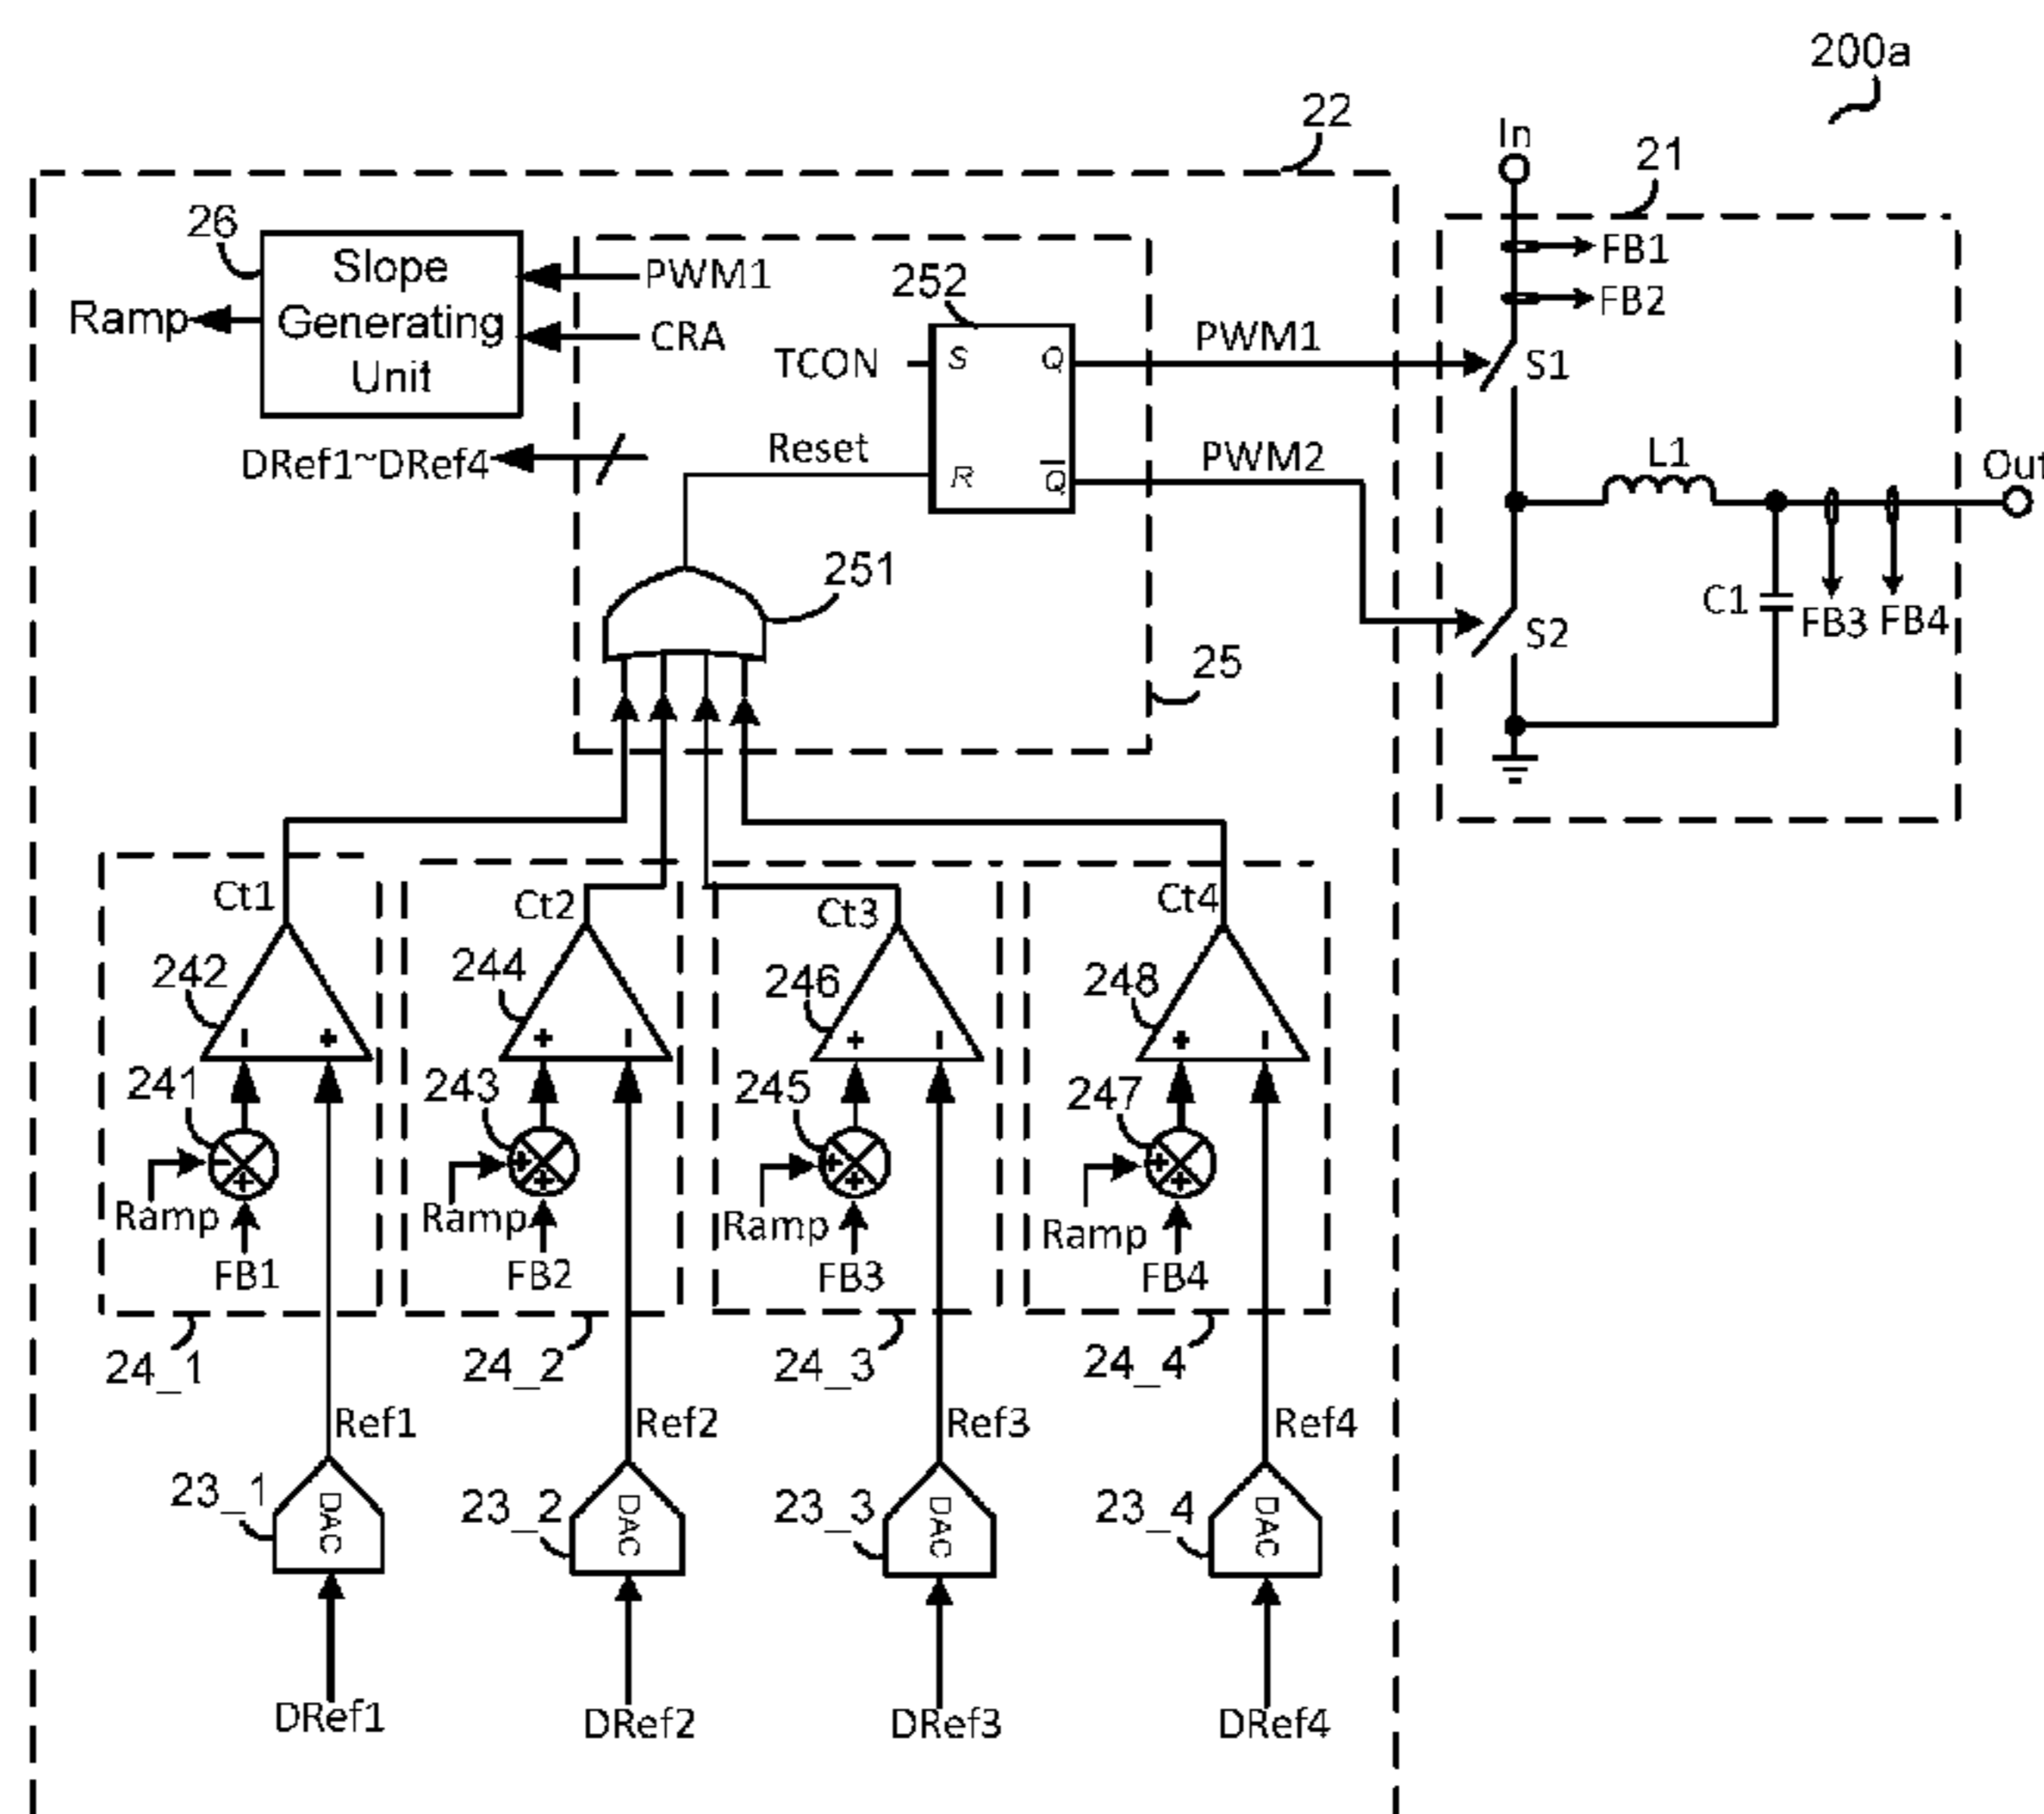 200a
22
In
21
26
Slope
Generating
Unit
PWM1
CRA
Ramp
252
FB1
FB2
TCON
S
Q
PWM1
S1
DRef1~DRef4
Reset
R
Q
PWM2
L1
Out
251
C1
FB3
FB4
S2
25
Ct1
Ct2
Ct3
Ct4
242
244
246
248
- +
+ -
+ -
+ -
241
243
245
247
Ramp
Ramp
Ramp
Ramp
FB1
FB2
FB3
FB4
24_1
24_2
24_3
24_4
Ref1
Ref2
Ref3
Ref4
23_1
23_2
23_3
23_4
DAC
DAC
DAC
DAC
DRef1
DRef2
DRef3
DRef4